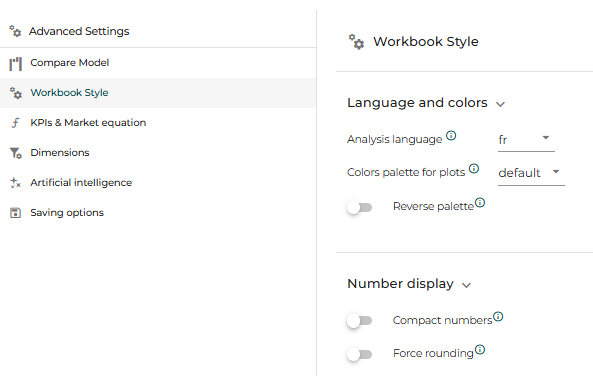 Advanced Settings
Compare Model
Workbook Style
KPIs & Market equation
Dimensions
Artificial intelligence
Saving options
Workbook Style
Language and colors
Analysis language
fr
Colors palette for plots
default
Reverse palette
Number display
Compact numbers
Force rounding